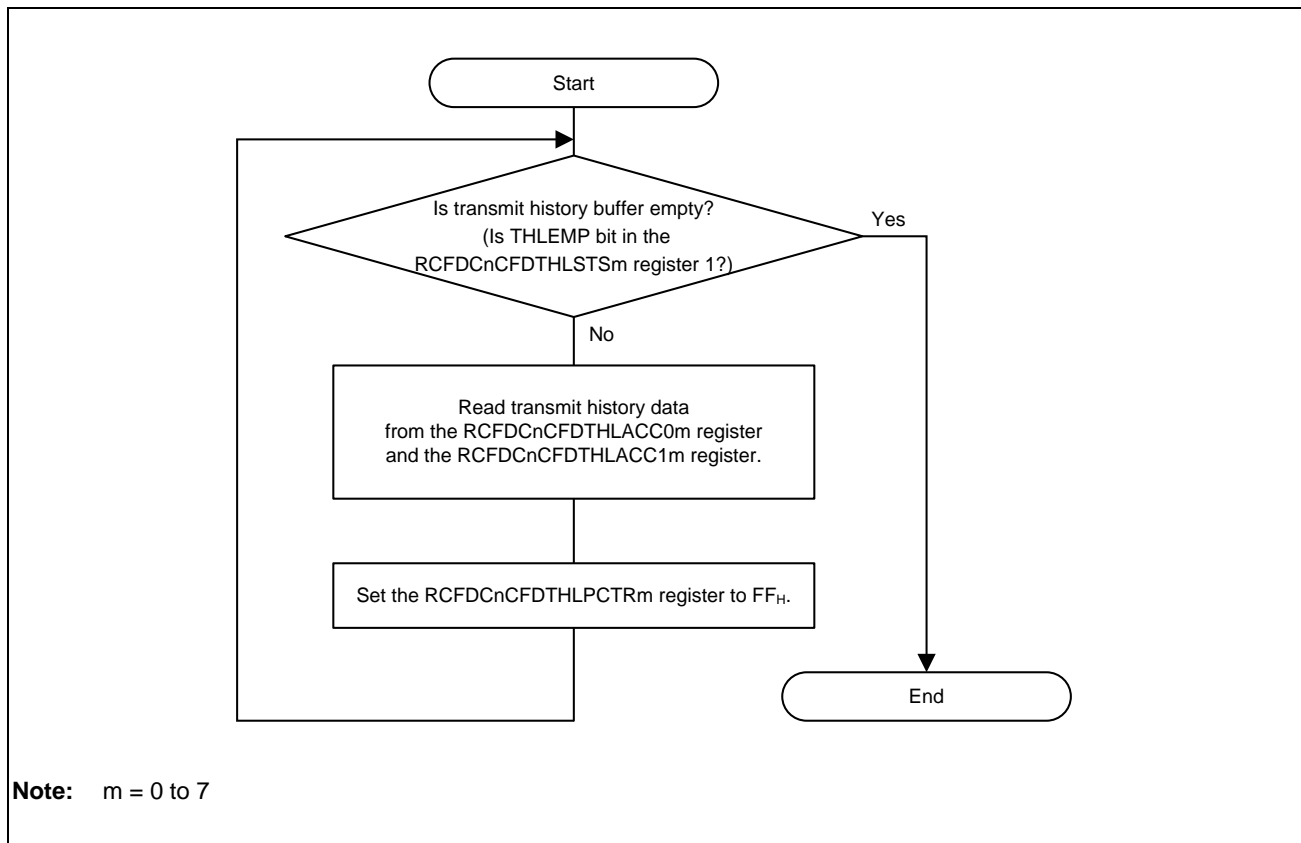 Start
Is transmit history buffer empty?
(Is THLEMP bit in the
RCFDCnCFDTHLSTSm register 1?)
Yes
No
Read transmit history data
from the RCFDCnCFDTHLACC0m register
and the RCFDCnCFDTHLACC1m register.
Set the RCFDCnCFDTHLPCTRm register to FFH.
End
Note: m = 0 to 7